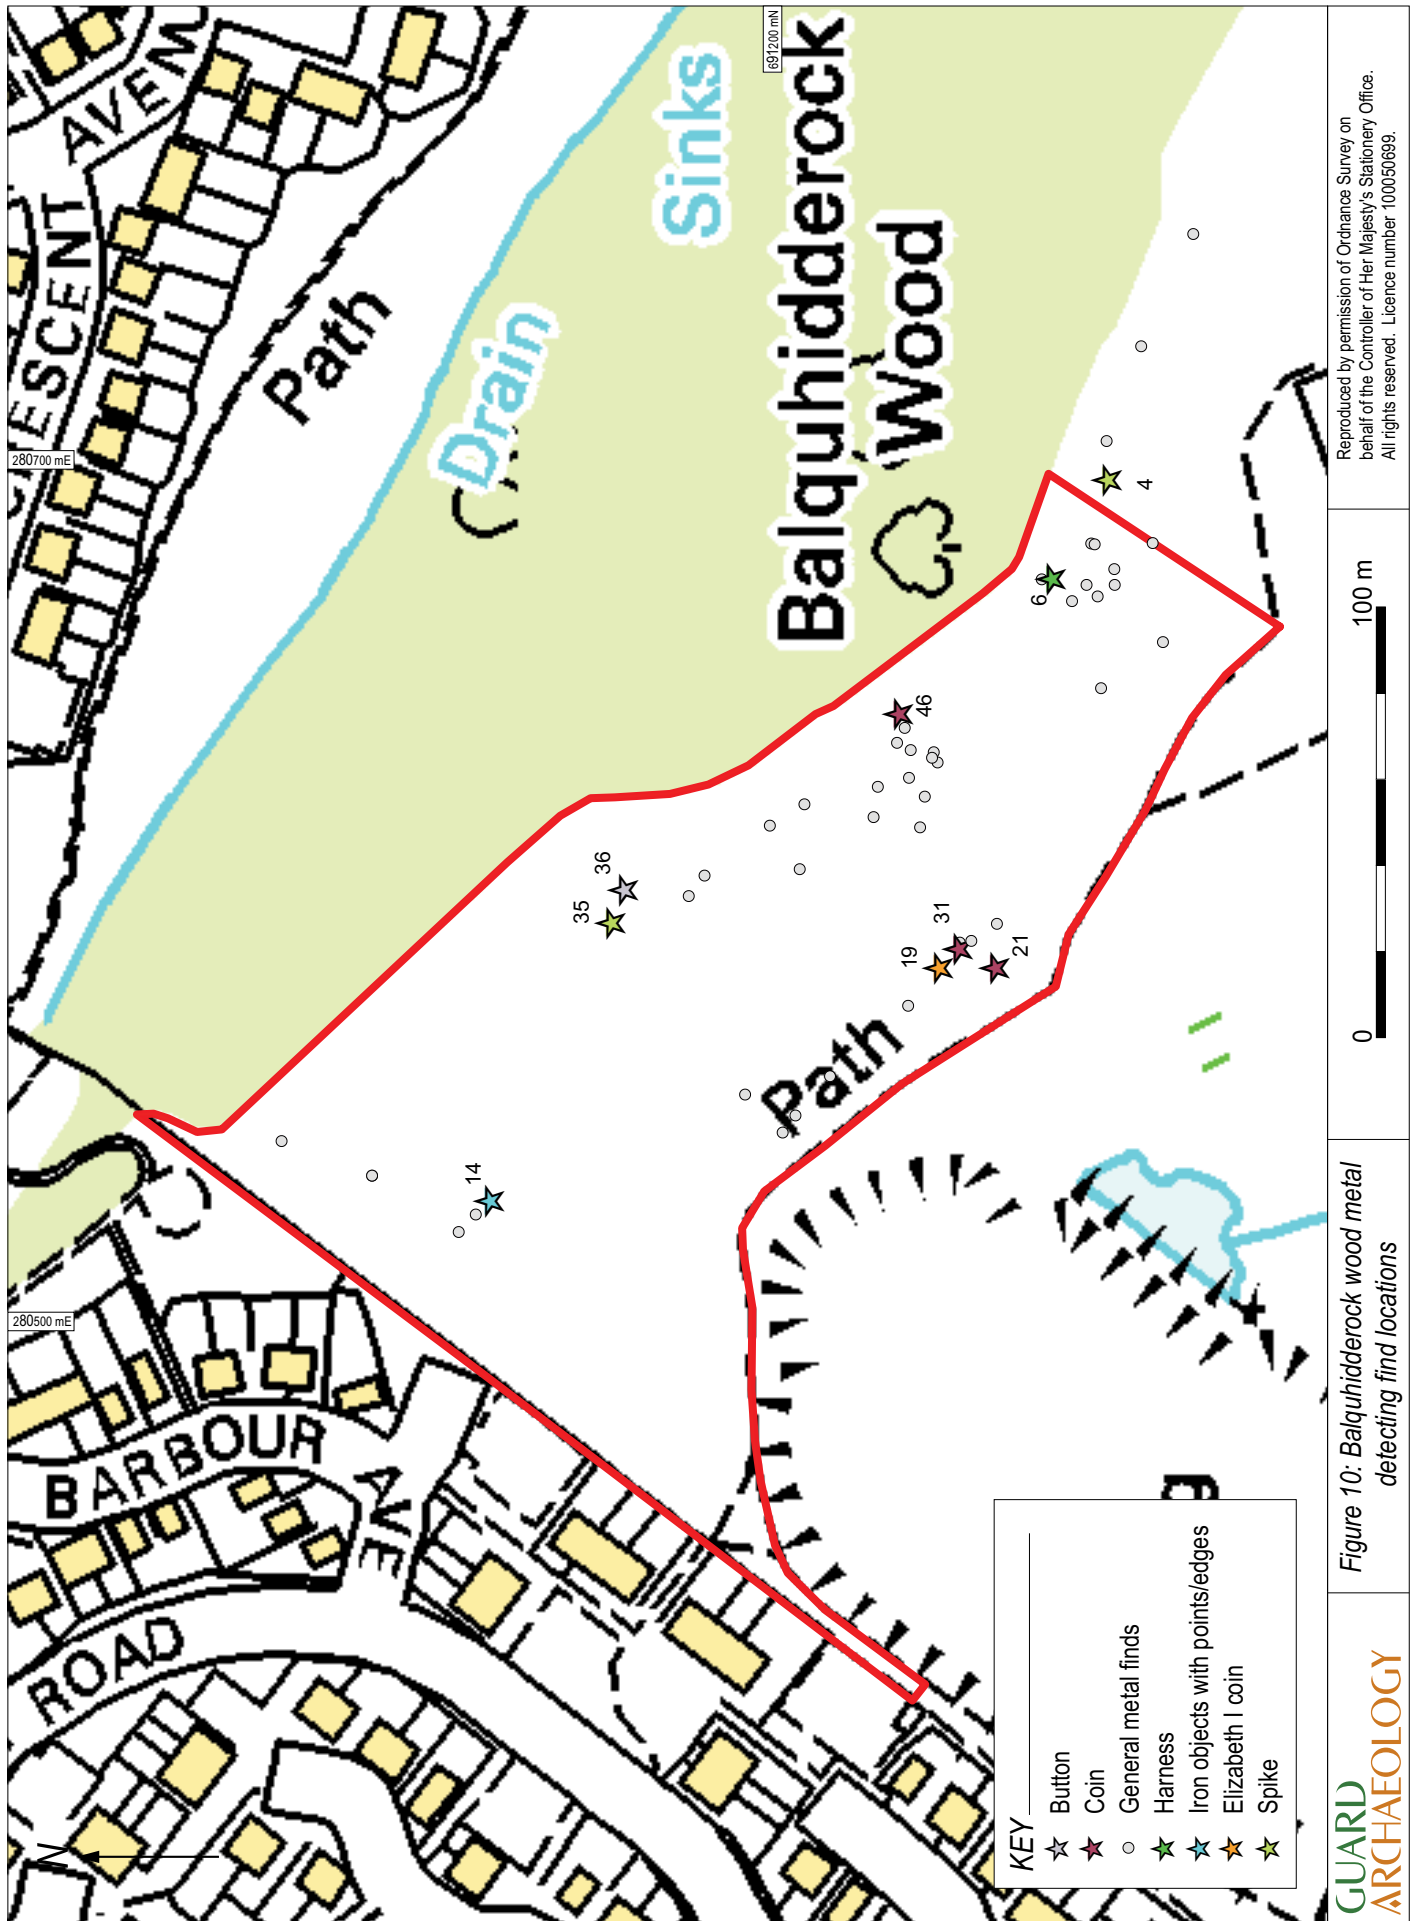 AVEM
CRESCENT
Path
280700 mE
Drain
Sinks
691200 mN
Balquhidderock
Wood
280500 mE
BARBOUR
AVE
ROAD
Path
N
4
6
46
36
35
31
19
21
14
KEY
Button
Coin
General metal finds
Harness
Iron objects with points/edges
Elizabeth I coin
Spike
0
100 m
GUARD
ARCHAEOLOGY
Figure 10: Balquhidderock wood metal
detecting find locations
Reproduced by permission of Ordnance Survey on
behalf of the Controller of Her Majesty's Stationery Office.
All rights reserved. Licence number 100050699.